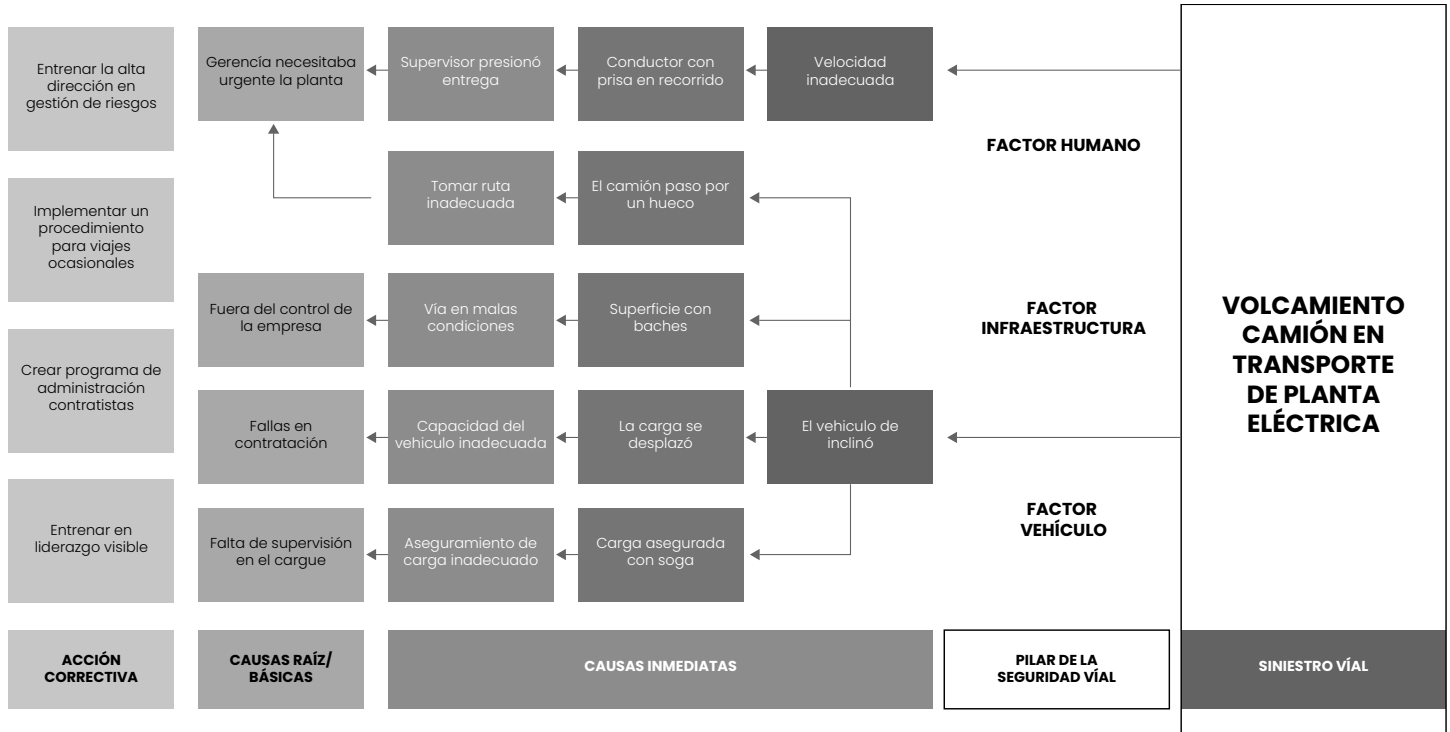 Entrenar la alta
dirección en
gestión de riesgos
Gerencía necesitaba
urgente la planta
Supervisor presionó
entrega
Conductor con
prisa en recorrido
Velocidad
inadecuada
FACTOR HUMANO
Implementar un
procedimiento
para viajes
ocasionales
Tomar ruta
inadecuada
El camión paso por
un hueco
Fuera del control de
la empresa
Vía en malas
condiciones
Superficie con
baches
FACTOR
INFRAESTRUCTURA
VOLCAMIENTO
CAMIÓN EN
TRANSPORTE
DE PLANTA
ELÉCTRICA
Crear programa de
administración
contratistas
Fallas en
contratación
Capacidad del
vehiculo inadecuada
La carga se
desplazó
El vehiculo de
inclinó
Entrenar en
liderazgo visible
Falta de supervisión
en el cargue
Aseguramiento de
carga inadecuado
Carga asegurada
con soga
FACTOR
VEHÍCULO
ACCIÓN
CORRECTIVA
CAUSAS RAÍZ/
BÁSICAS
CAUSAS INMEDIATAS
PILAR DE LA
SEGURIDAD VÍAL
SINIESTRO VÍAL